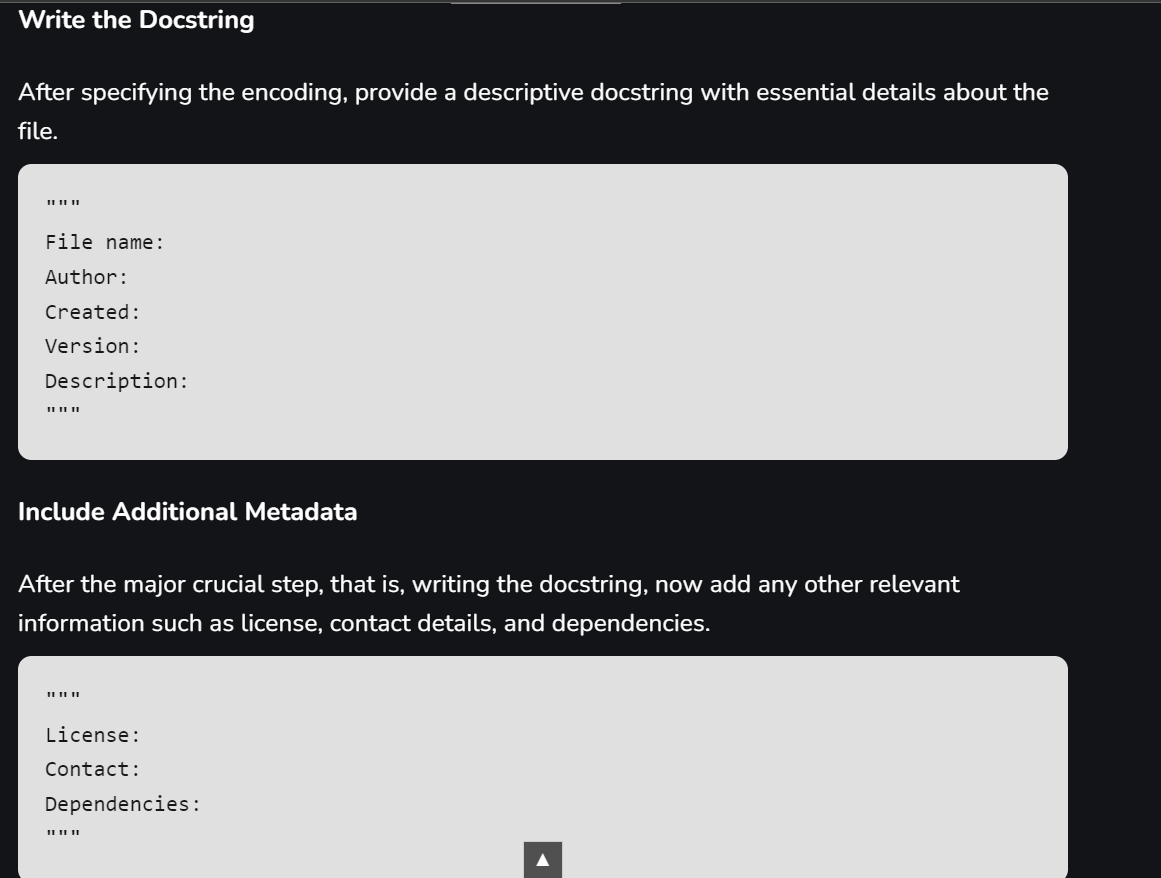 Write the Docstring
After specifying the encoding, provide a descriptive docstring with essential details about the
file.
"""
File name:
Author:
Created:
Version:
Description:
"""
Include Additional Metadata
After the major crucial step, that is, writing the docstring, now add any other relevant
information such as license, contact details, and dependencies.
"""
License:
Contact:
Dependencies:
"""